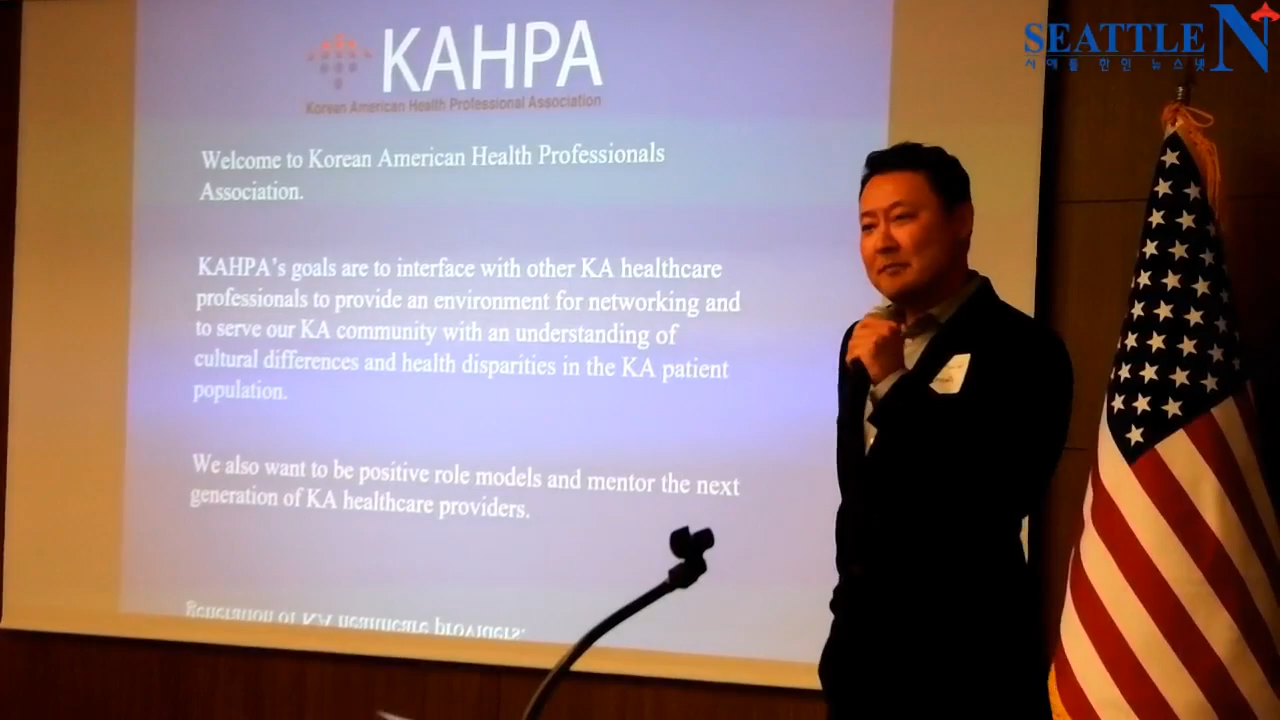 KAHPA
Korean American Health Professional Association
SEATTLE N
시애틀 한인 뉴스넷
Welcome to Korean American Health Professionals
Association.
KAHPA's goals are to interface with other KA healthcare
professionals to provide an environment for networking and
to serve our KA community with an understanding of
cultural differences and health disparities in the KA patient
population.
We also want to be positive role models and mentor the next
generation of KA healthcare providers.